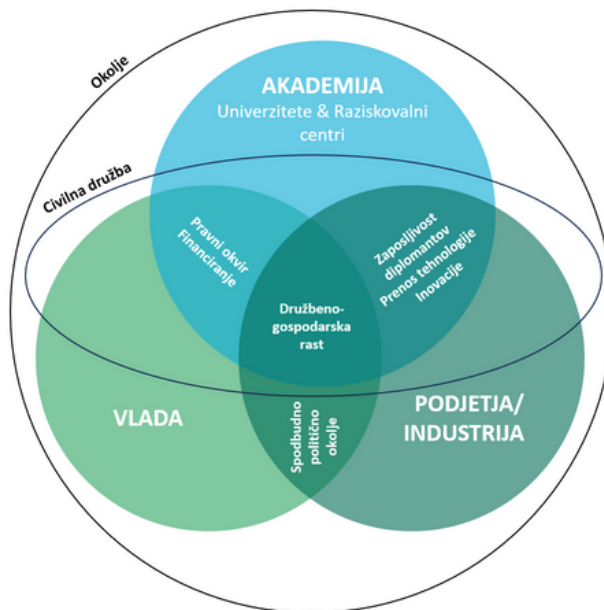 Okolje
AKADEMIJA
Univerzitete & Raziskovalni
centri
Civilna družba
Pravni okvir
Financiranje
Zaposljivost
diplomantov
Prenos tehnologije
Inovacije
Družbeno-
gospodarska
rast
VLADA
Spodbudno
politično
okolje
PODJETJA/
INDUSTRIJA